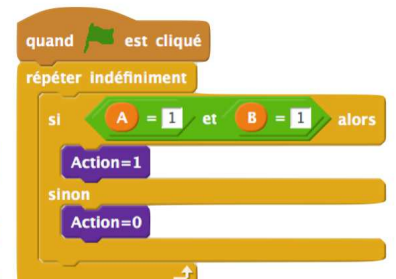 quand est cliqué
répéter indéfiniment
si A = 1 et B = 1 alors
Action=1
sinon
Action=0